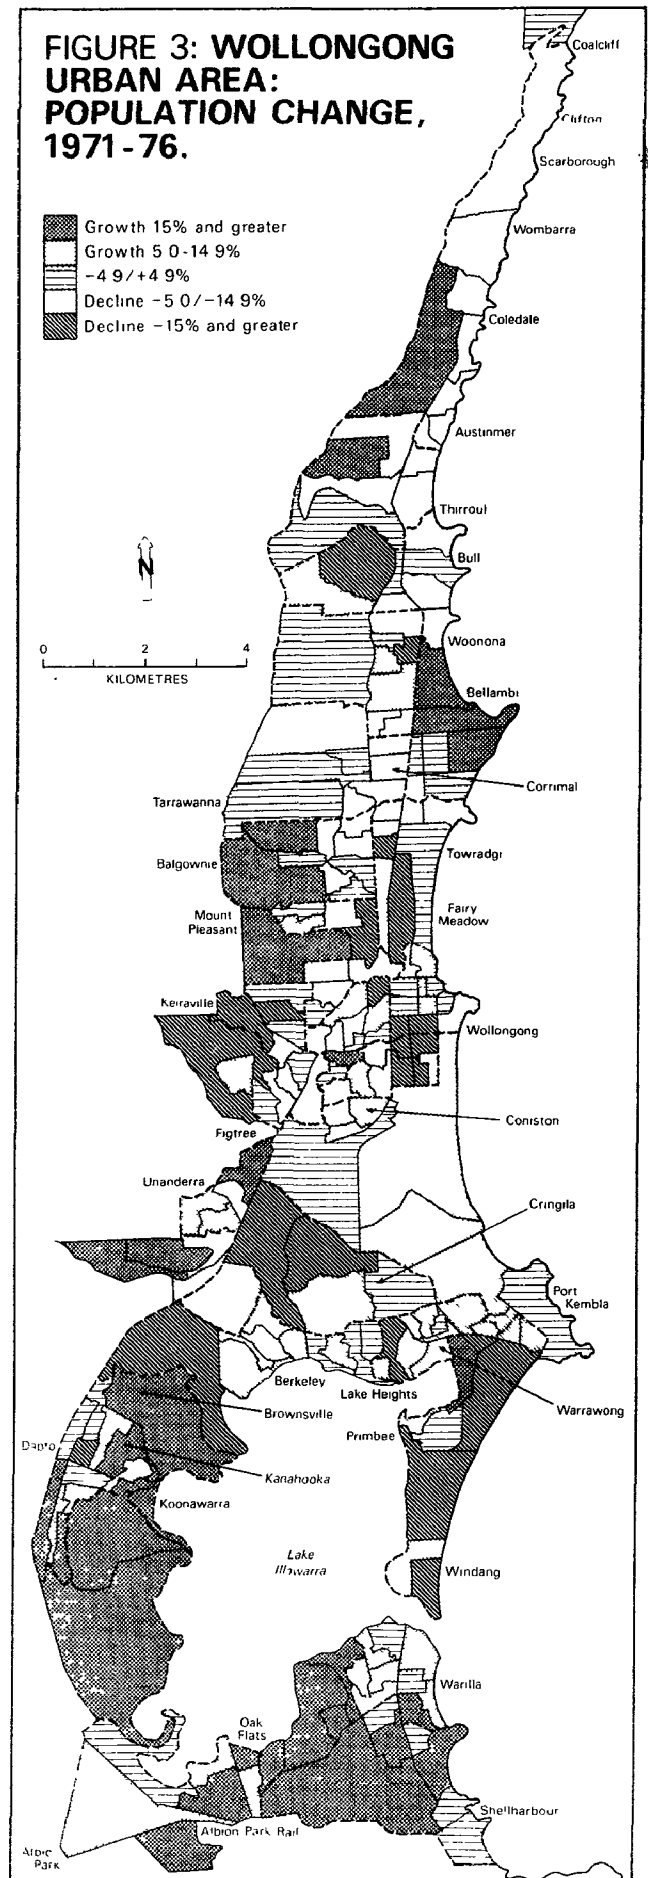 FIGURE 3: WOLLONGONG
URBAN AREA:
POPULATION CHANGE,
1971-76.
Growth 15% and greater
Growth 5 0-14 9%
-4 9/+4 9%
Decline -5 0/-14 9%
Decline -15% and greater
Coalcliff
Clifton
Scarborough
Wombarra
Coledale
Austinmer
Thirroul
Bull
N
Woonona
0 2 4
KILOMETRES
Bellambi
Corrimal
Tarrawanna
Towradgi
Balgownie
Mount
Pleasant
Fairy
Meadow
Keiraville
Wollongong
Coniston
Figtree
Unanderra
Cringila
Port
Kembla
Berkeley
Lake Heights
Brownsville
Warrawong
Primbee
Dapto
Kanahooka
Koonawarra
Lake
Illawarra
Windang
Warilla
Oak
Flats
Shellharbour
Albion Park Rail
Park